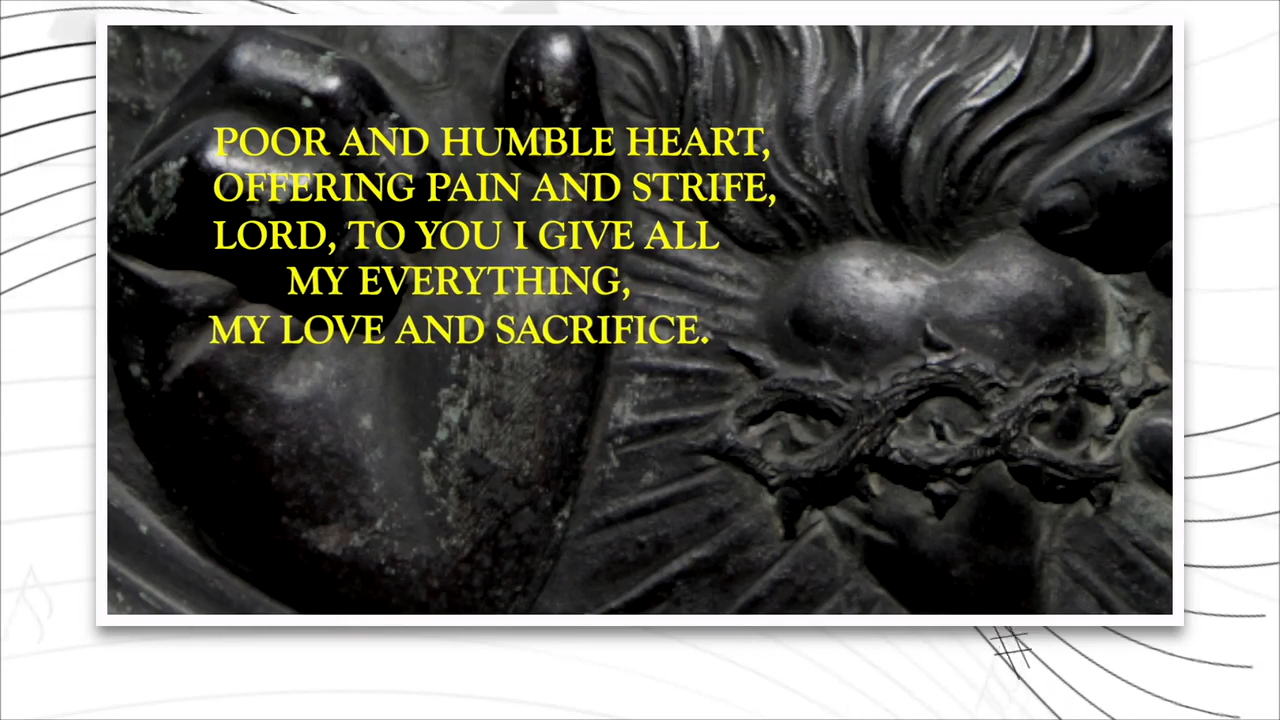 POOR AND HUMBLE HEART,
OFFERING PAIN AND STRIFE,
LORD, TO YOU I GIVE ALL
MY EVERYTHING,
MY LOVE AND SACRIFICE.